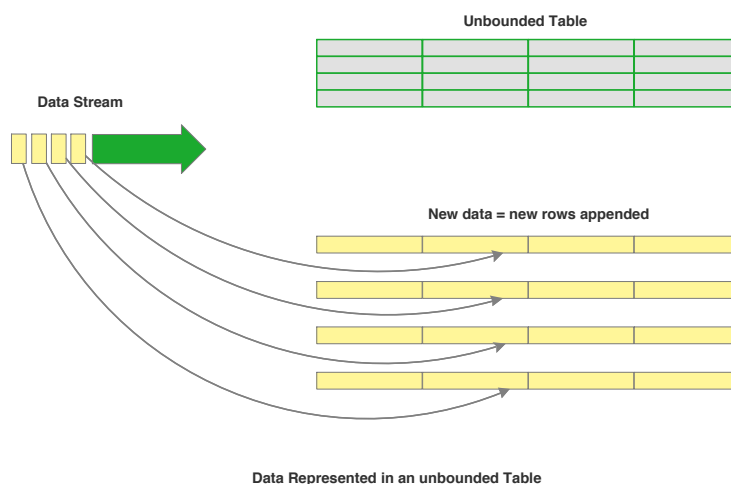 Unbounded Table
Data Stream
New data = new rows appended
Data Represented in an unbounded Table